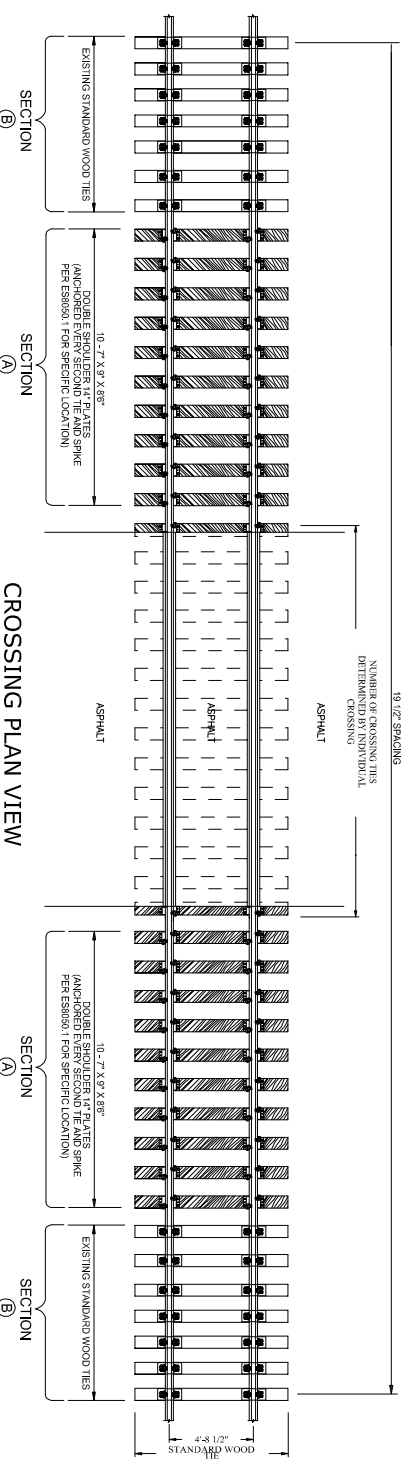 19 1/2" SPACING
EXISTING STANDARD WOOD TIES
SECTION
B
10 - 7" X 9" X 8'6"
DOUBLE SHOULDER 14" PLATES
(ANCHORED EVERY SECOND TIE AND SPIKE
PER ES8050.1 FOR SPECIFIC LOCATION)
SECTION
A
NUMBER OF CROSSING TIES
DETERMINED BY INDIVIDUAL
CROSSING
ASPHALT
ASPHALT
ASPHALT
10 - 7" X 9" X 8'6"
DOUBLE SHOULDER 14" PLATES
(ANCHORED EVERY SECOND TIE AND SPIKE
PER ES8050.1 FOR SPECIFIC LOCATION)
SECTION
A
EXISTING STANDARD WOOD TIES
SECTION
B
4'-8 1/2"
STANDARD WOOD
TIE
CROSSING PLAN VIEW